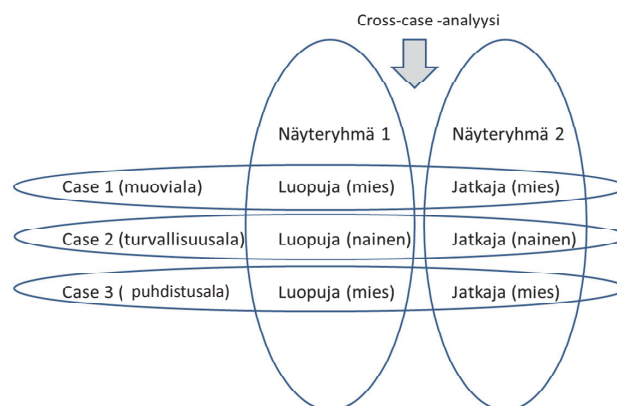 Cross-case -analyysi
Näyteryhmä 1 Näyteryhmä 2
Case 1 (muoviala) Luopuja (mies) Jatkaja (mies)
Case 2 (turvallisuusala) Luopuja (nainen) Jatkaja (nainen)
Case 3 ( puhdistusala) Luopuja (mies) Jatkaja (mies)